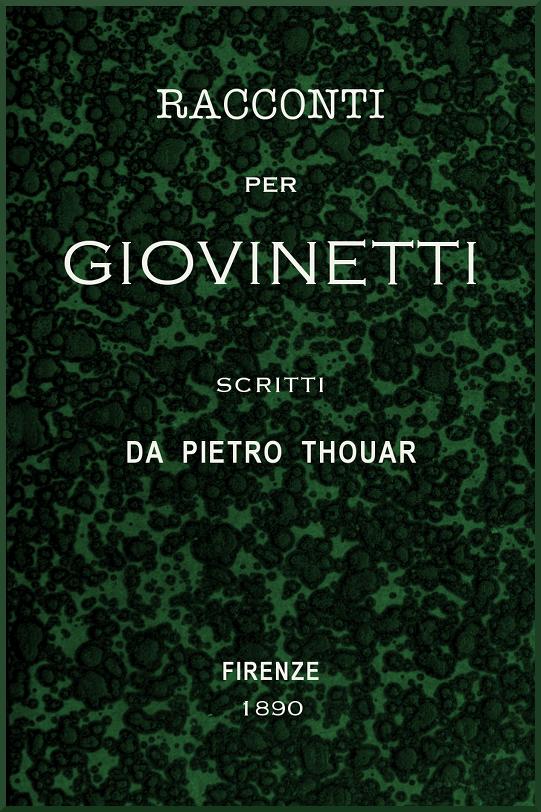 RACCONTI
PER
GIOVINETTI
SCRITTI
DA PIETRO THOUAR
FIRENZE
1890